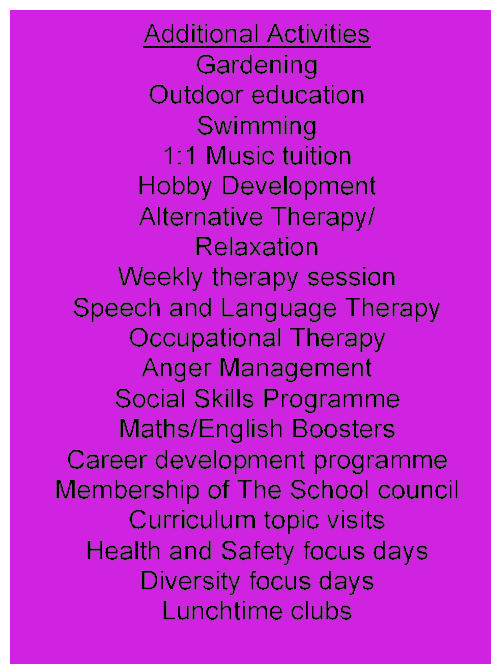 Additional Activities
Gardening
Outdoor education
Swimming
1:1 Music tuition
Hobby Development
Alternative Therapy/
Relaxation
Weekly therapy session
Speech and Language Therapy
Occupational Therapy
Anger Management
Social Skills Programme
Maths/English Boosters
Career development programme
Membership of The School council
Curriculum topic visits
Health and Safety focus days
Diversity focus days
Lunchtime clubs